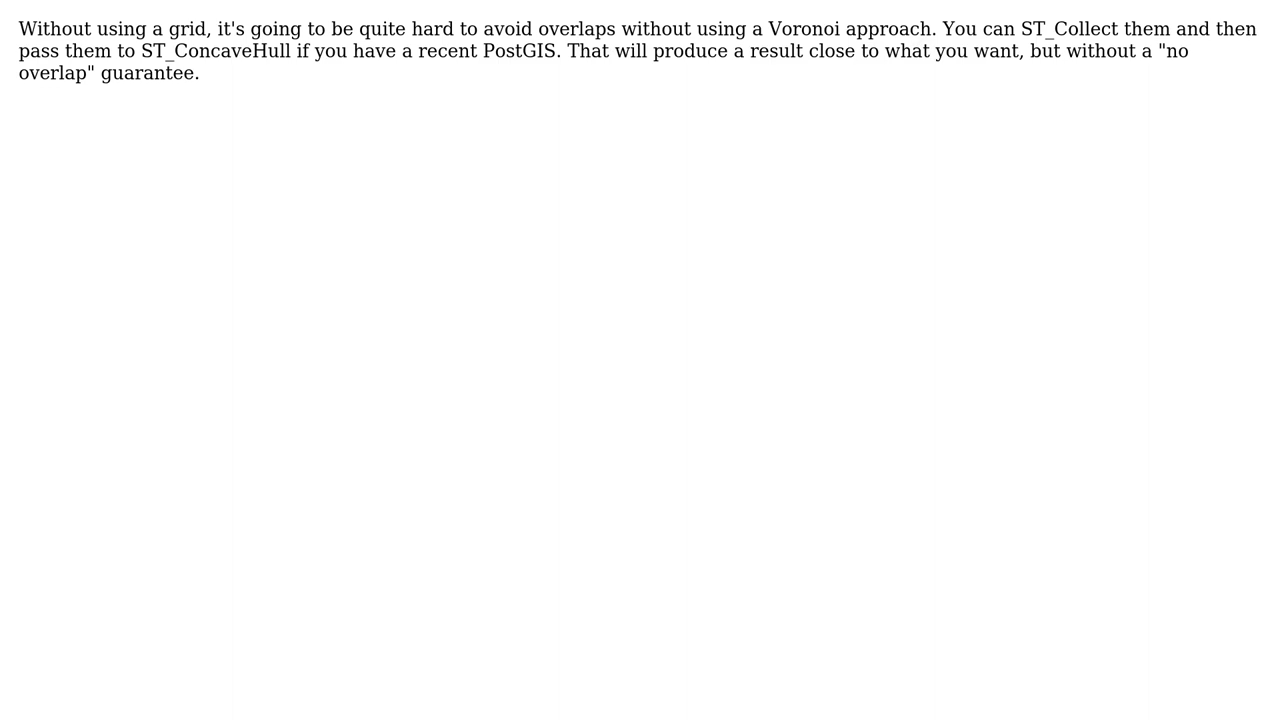 Without using a grid, it's going to be quite hard to avoid overlaps without using a Voronoi approach. You can ST_Collect them and then
pass them to ST_ConcaveHull if you have a recent PostGIS. That will produce a result close to what you want, but without a "no
overlap" guarantee.